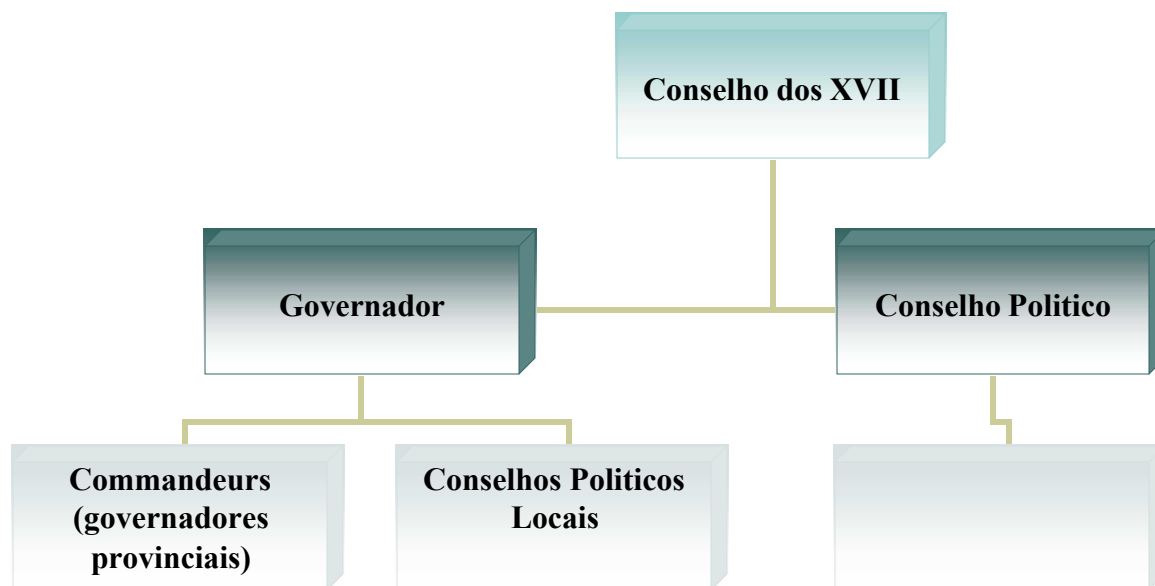 Conselho dos XVII
Governador
Conselho Politico
Commandeurs
(governadores
provinciais)
Conselhos Politicos
Locais